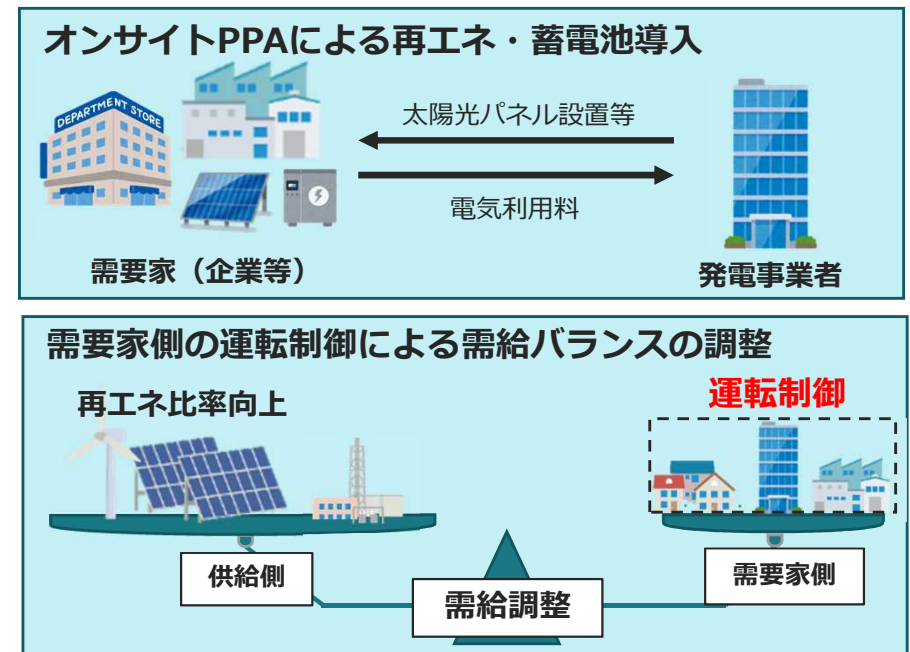 オンサイトPPAによる再エネ・蓄電池導入
DEPARTMENT STORE
太陽光パネル設置等
電気利用料
需要家（企業等）
発電事業者
需要家側の運転制御による需給バランスの調整
再エネ比率向上
運転制御
供給側
需要家側
需給調整